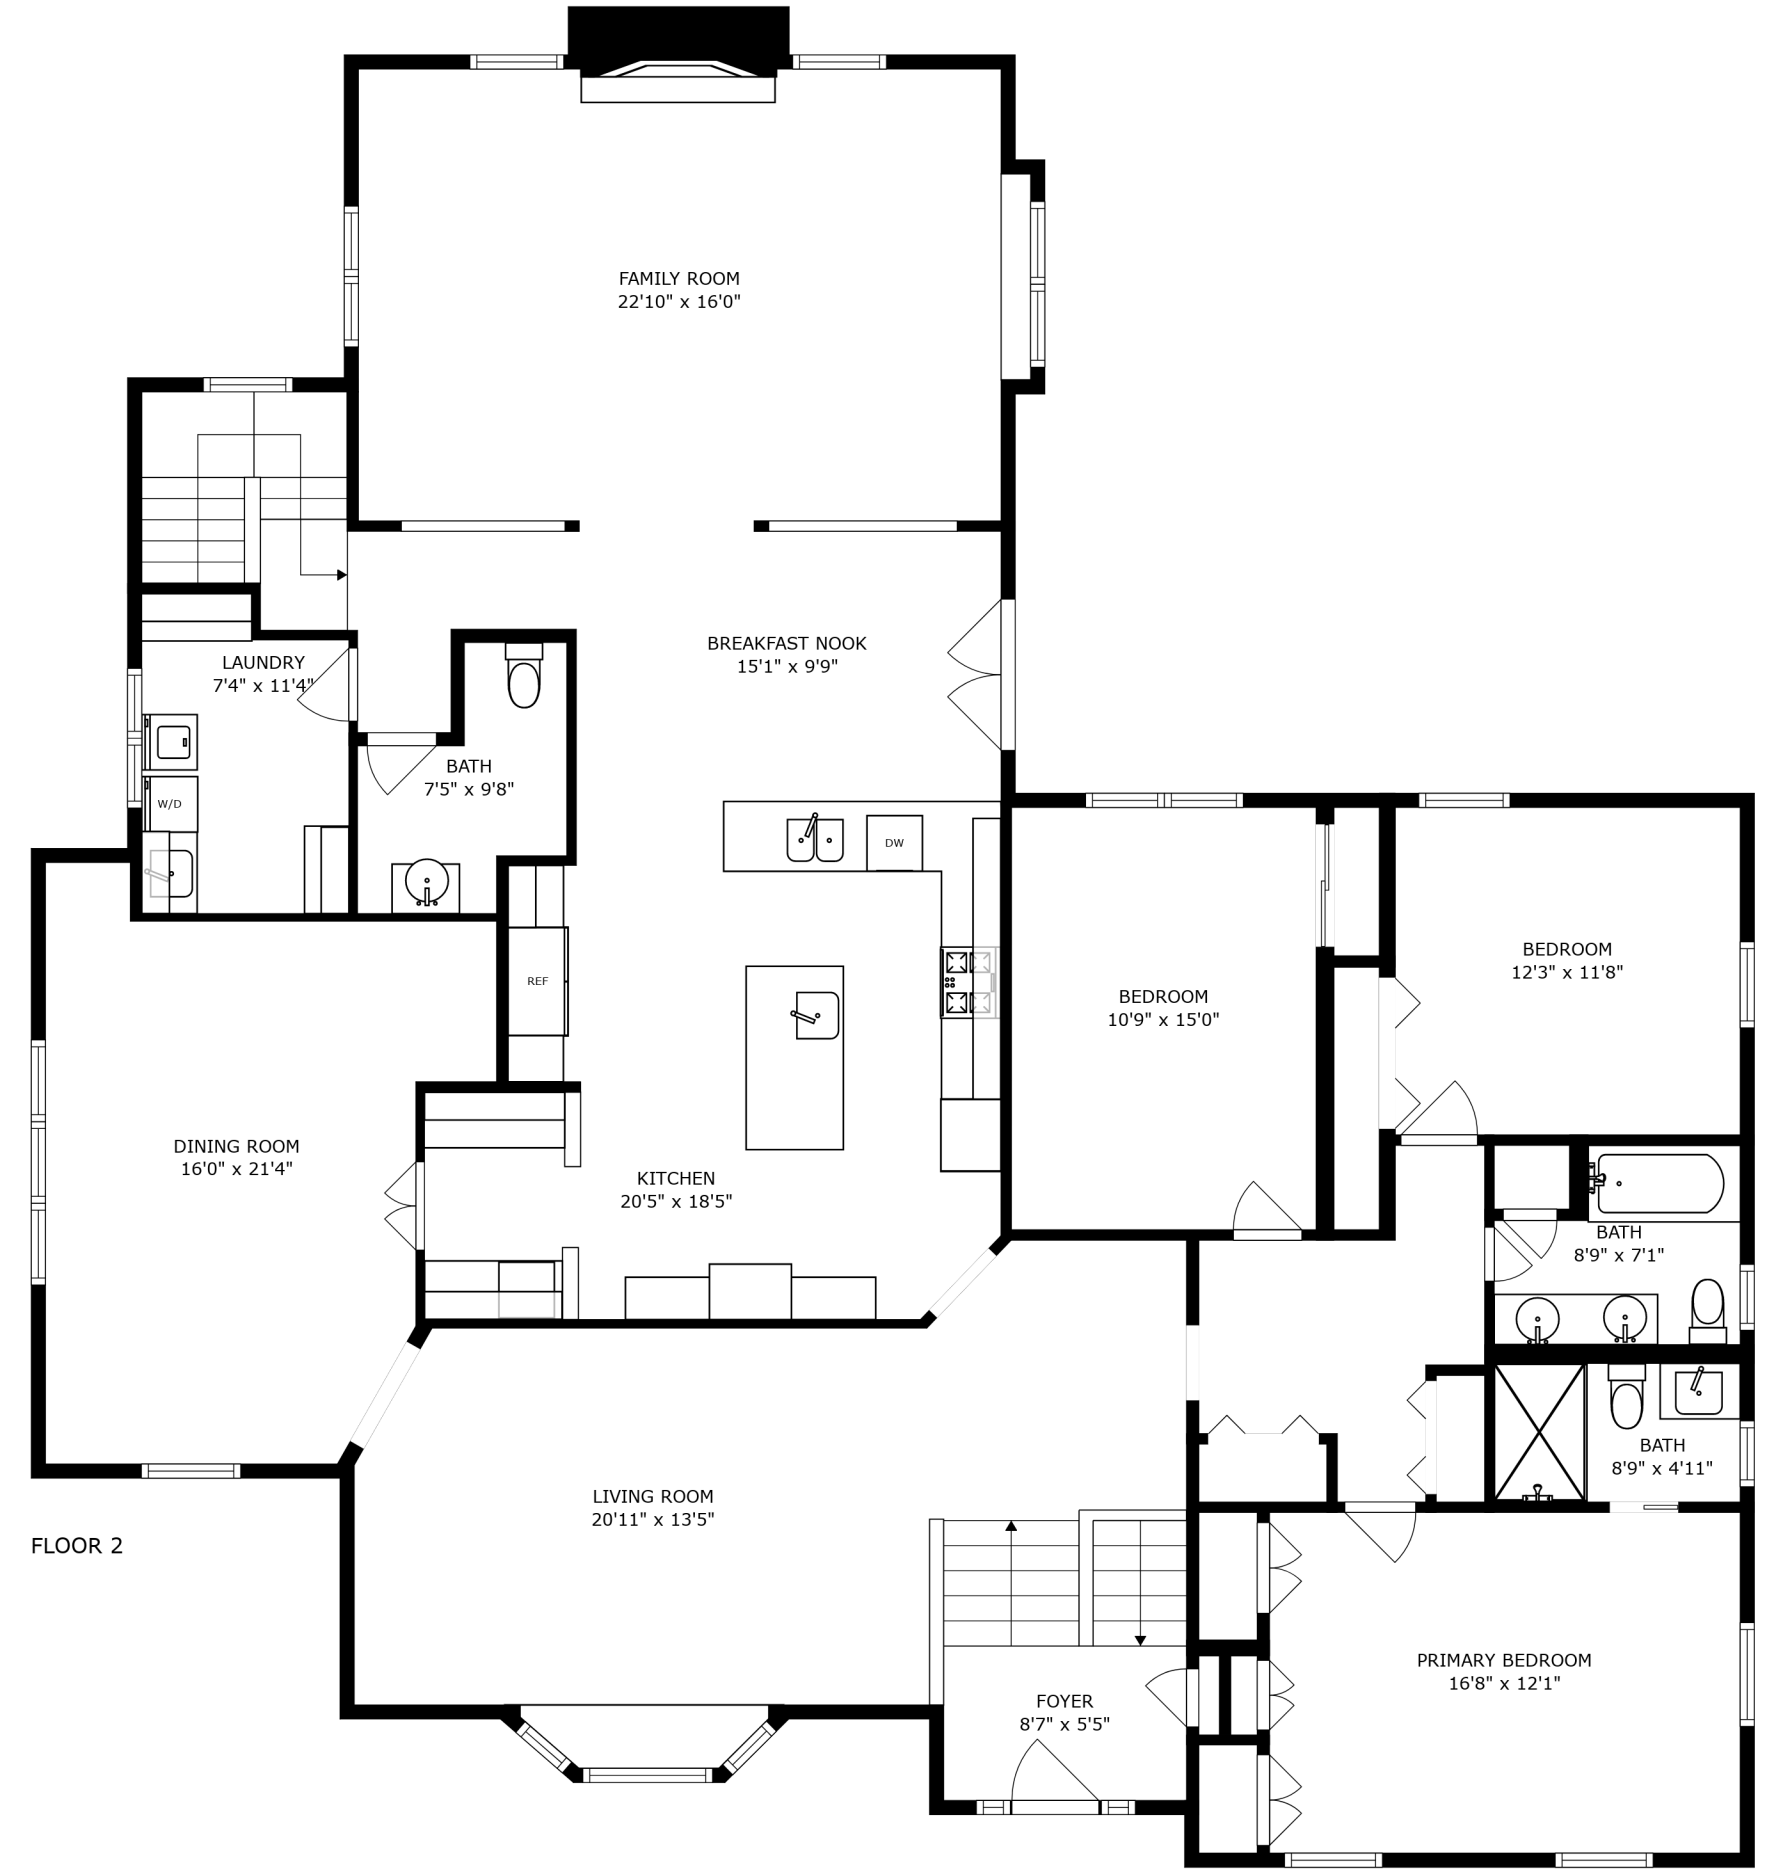 FAMILY ROOM
22'10" x 16'0"
BREAKFAST NOOK
15'1" x 9'9"
LAUNDRY
7'4" x 11'4"
BATH
7'5" x 9'8"
W/D
DW
REF
BEDROOM
12'3" x 11'8"
BEDROOM
10'9" x 15'0"
DINING ROOM
16'0" x 21'4"
KITCHEN
20'5" x 18'5"
BATH
8'9" x 7'1"
BATH
8'9" x 4'11"
LIVING ROOM
20'11" x 13'5"
FLOOR 2
PRIMARY BEDROOM
16'8" x 12'1"
FOYER
8'7" x 5'5"